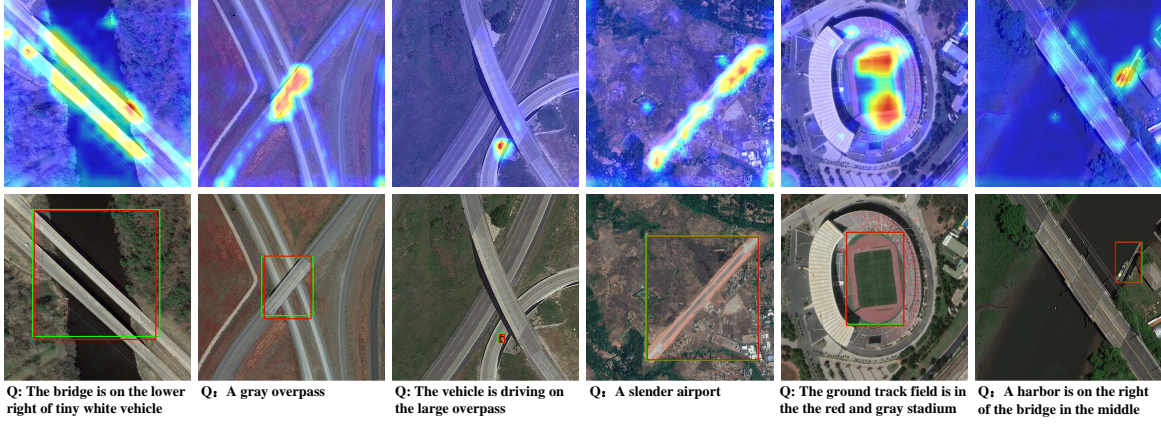 Q: The bridge is on the lower
right of tiny white vehicle
Q： A gray overpass
Q: The vehicle is driving on
the large overpass
Q： A slender airport
Q: The ground track field is in
the the red and gray stadium
Q： A harbor is on the right
of the bridge in the middle